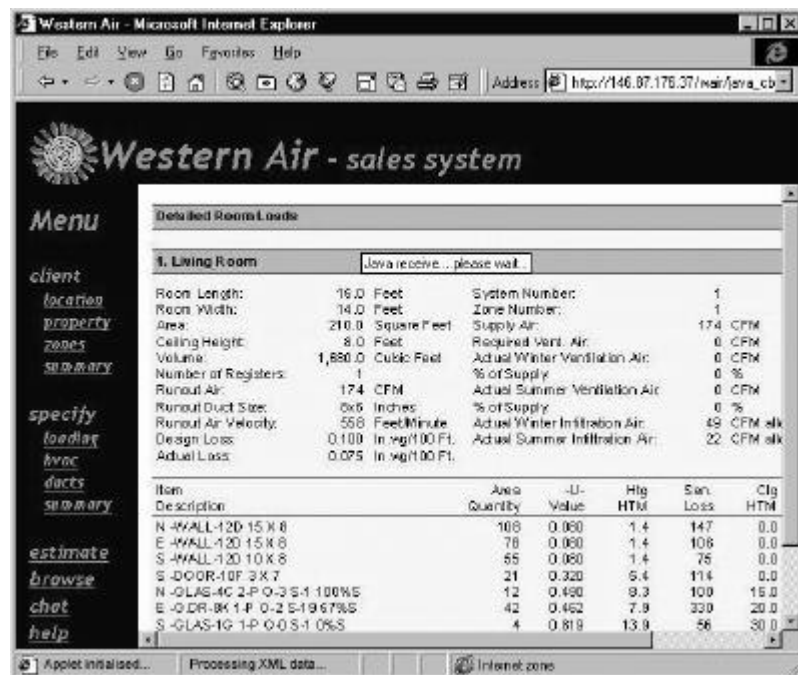 Western Air - Microsoft Internet Explorer
File Edit View Go Favorites Help
Address http://146.87.176.37/wair/java_cb
Western Air - sales system
Menu
client
location
property
zones
summary
specify
loading
hvac
ducts
summary
estimate
browse
chat
help
Detailed Room Loads
1. Living Room
Java receive... please wait...
Room Length: 15.0 Feet System Number: 1
Room Width: 14.0 Feet Zone Number: 1
Area: 210.0 Square Feet Supply Air: 174 CFM
Ceiling Height: 8.0 Feet Required Vent. Air: 0 CFM
Volume: 1,680.0 Cubic Feet Actual Winter Ventilation Air: 0 CFM
Number of Registers: 1 % of Supply 0 %
Runout Air: 174 CFM Actual Summer Ventilation Air: 0 CFM
Runout Duct Size: 8x6 Inches % of Supply 0 %
Runout Air Velocity: 558 Feet/Minute Actual Winter Infiltration Air: 49 CFM
Design Loss: 0.100 In.wg/100 Ft. Actual Summer Infiltration Air: 22 CFM
Actual Loss: 0.075 In.wg/100 Ft.
Item Area -U- Htg Sen. Clg
Description Quantity Value HTM Loss HTM
N -WALL-12D 15 X 8 0.080 1.4 147 0.0
E -WALL-12D 15 X 8 78 0.080 1.4 0.0
S -WALL-12D 10 X 8 55 0.080 1.4 75 0.0
S -DOOR-10F 3 X 7 21 0.320 5.4 114 0.0
N -GLAS-4C 2-P O-3 S-1 100%S 12 0.490 8.3 100
E -G.DR-8K 1-P O-2 S-19 67%S 42 0.462 7.9 330 20.0
S -GLAS-1G 1-P O-0 S-1 0%S 4 0.819 13.9 56 30.0
Applet initialised... Processing XML data... Internet zone